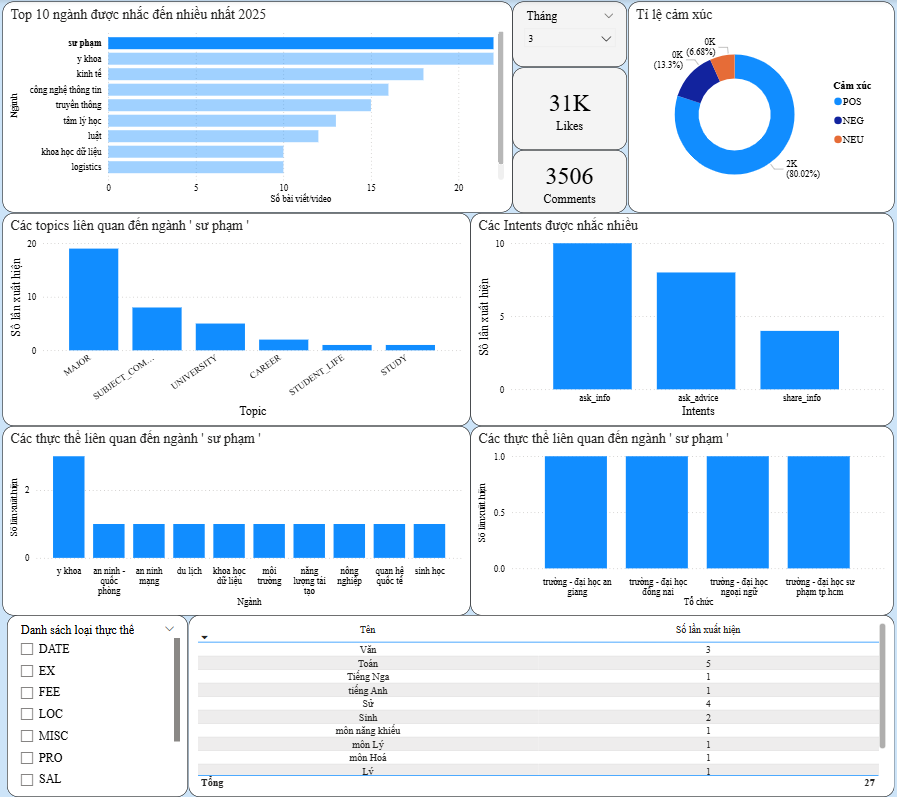 Top 10 ngành được nhắc đến nhiều nhất 2025
Ngành
sư phạm
y khoa
kinh tế
công nghệ thông tin
truyền thông
tâm lý học
luật
khoa học dữ liệu
logistics
0 5 10 15 20
Số bài viết/video
Tháng
3
31K
Likes
3506
Comments
Tỉ lệ cảm xúc
0K
(6.68%)
0K
(13.3%)
2K
(80.02%)
Cảm xúc
POS
NEG
NEU
Các topics liên quan đến ngành ' sư phạm '
Số lần xuất hiện
20
10
0
MAJOR
SUBJECT_COM...
UNIVERSITY
CAREER
STUDENT_LIFE
STUDY
Topic
Các Intents được nhắc nhiều
Số lần xuất hiện
10
5
0
ask_info ask_advice share_info
Intents
Các thực thể liên quan đến ngành ' sư phạm '
Số lần xuất hiện
2
0
y khoa
an ninh -
quốc
phòng
an ninh
mạng
du lịch
khoa học
dữ liệu
môi
trường
năng
lượng tái
tạo
nông
nghiệp
quan hệ
quốc tế
sinh học
Ngành
Các thực thể liên quan đến ngành ' sư phạm '
Số lần xuất hiện
1.0
0.5
0.0
trường - đại học an
giang
trường - đại học
đồng nai
trường - đại học
ngoại ngữ
trường - đại học sư
phạm tp.hcm
Tổ chức
Danh sách loại thực thể
DATE
EX
FEE
LOC
MISC
PRO
SAL
Tên Số lần xuất hiện
Văn 3
Toán 5
Tiếng Nga 1
tiếng Anh 1
Sử 4
Sinh 2
môn năng khiếu 1
môn Lý 1
môn Hoá 1
Lý 1
Tổng 27